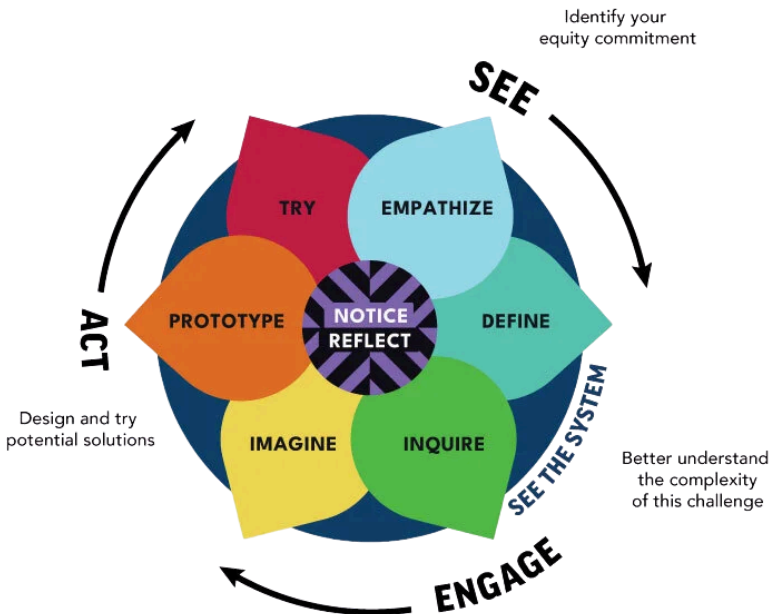 Identify your
equity commitment
SEE
TRY
EMPATHIZE
PROTOTYPE
NOTICE
REFLECT
DEFINE
ACT
Design and try
potential solutions
IMAGINE
INQUIRE
SEE THE SYSTEM
Better understand
the complexity
of this challenge
ENGAGE